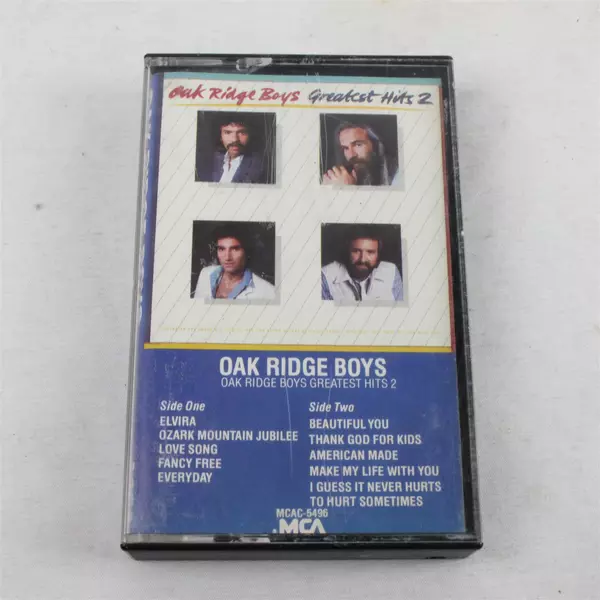 Oak Ridge Boys Greatest Hits 2
OAK RIDGE BOYS
OAK RIDGE BOYS GREATEST HITS 2
Side One
ELVIRA
OZARK MOUNTAIN JUBILEE
LOVE SONG
FANCY FREE
EVERYDAY
Side Two
BEAUTIFUL YOU
THANK GOD FOR KIDS
AMERICAN MADE
MAKE MY LIFE WITH YOU
I GUESS IT NEVER HURTS
TO HURT SOMETIMES
MCAC-5496
MCA